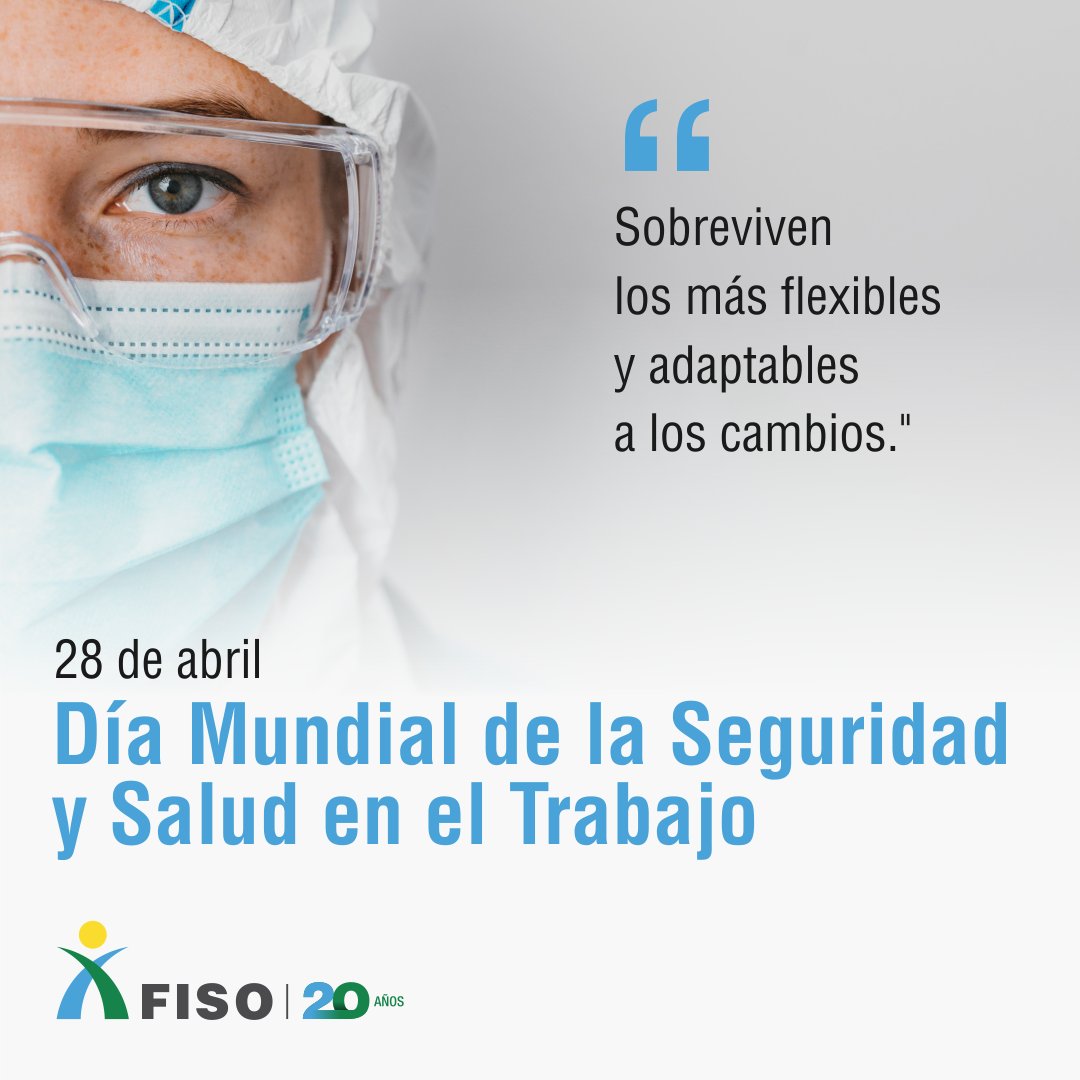 “
Sobreviven
los más flexibles
y adaptables
a los cambios."
28 de abril
Día Mundial de la Seguridad
y Salud en el Trabajo
FISO | 20 AÑOS